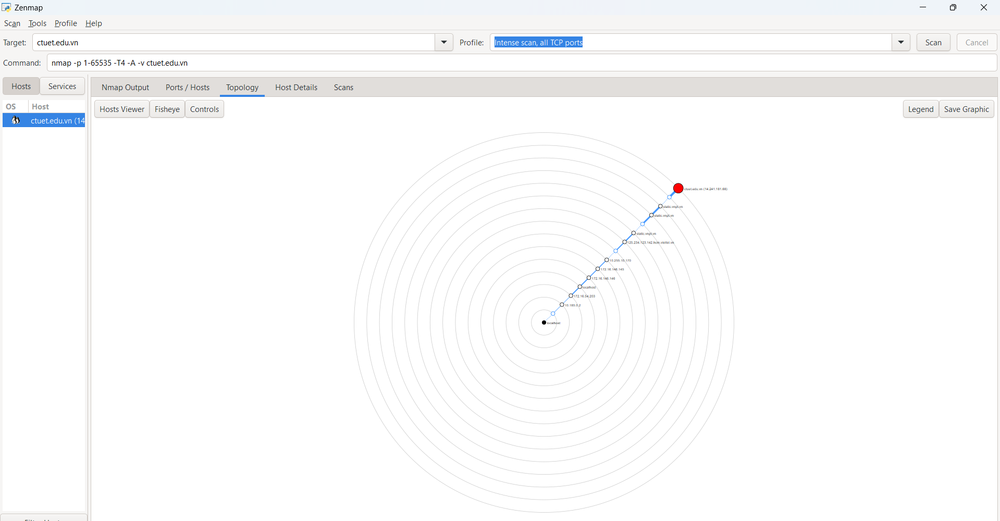 Zenmap
Scan Tools Profile Help
Target: ctuet.edu.vn Profile: Intense scan, all TCP ports Scan Cancel
Command: nmap -p 1-65535 -T4 -A -v ctuet.edu.vn
Hosts Services
Nmap Output Ports / Hosts Topology Host Details Scans
OS Host
ctuet.edu.vn (14
Hosts Viewer Fisheye Controls Legend Save Graphic
ctuet.edu.vn (14.241.181.68)
static.vnpt.vn
static.vnpt.vn
static.vnpt.vn
125.234.123.142.hcm.viettel.vn
10.255.10.170
172.16.146.145
172.16.146.146
localhost
172.16.54.203
10.185.0.2
localhost